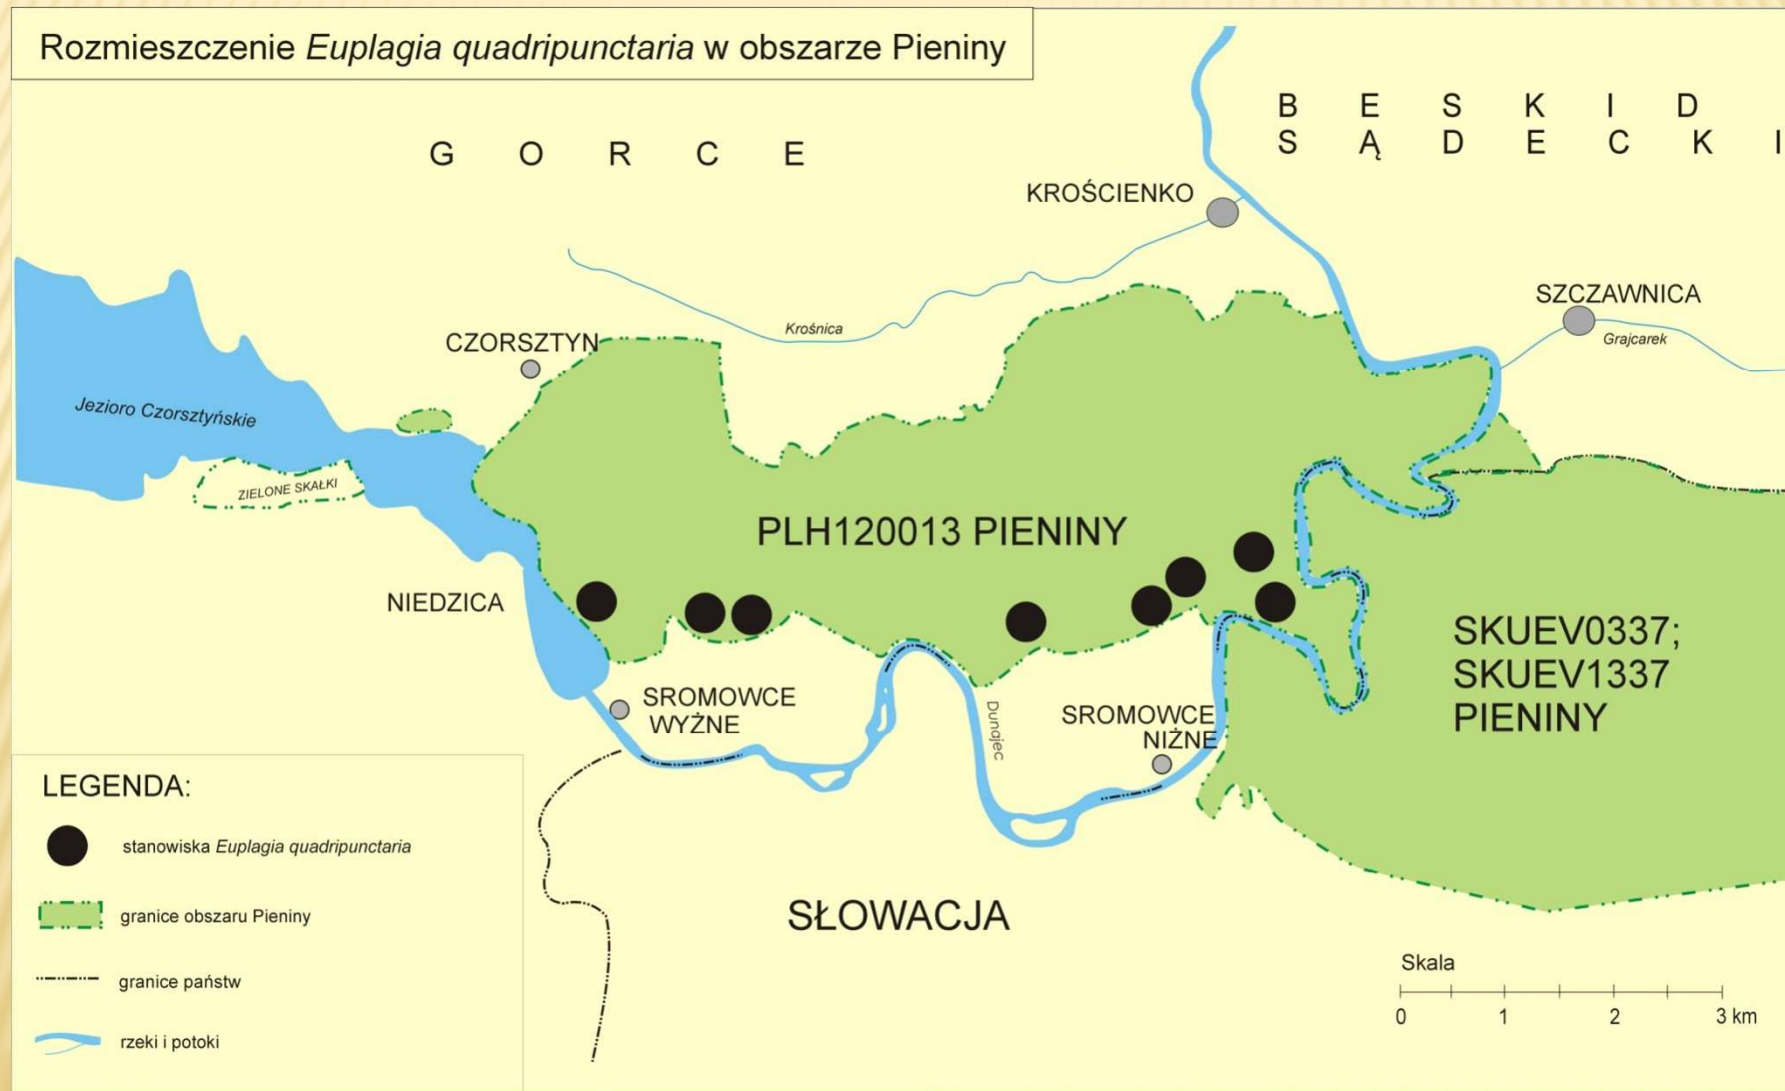 Rozmieszczenie Euplagia quadripunctaria w obszarze Pieniny
B E S K I D
S Ą D E C K I
G O R C E
KROŚCIENKO
SZCZAWNICA
Krośnica
Grajcarek
CZORSZTYN
Jezioro Czorsztyńskie
ZIELONE SKAŁKI
PLH120013 PIENINY
NIEDZICA
SKUEV0337;
SKUEV1337
PIENINY
SROMOWCE
WYŻNE
Dunajec
SROMOWCE
NIŻNE
SŁOWACJA
LEGENDA:
stanowiska Euplagia quadripunctaria
granice obszaru Pieniny
granice państw
rzeki i potoki
Skala
0 1 2 3 km